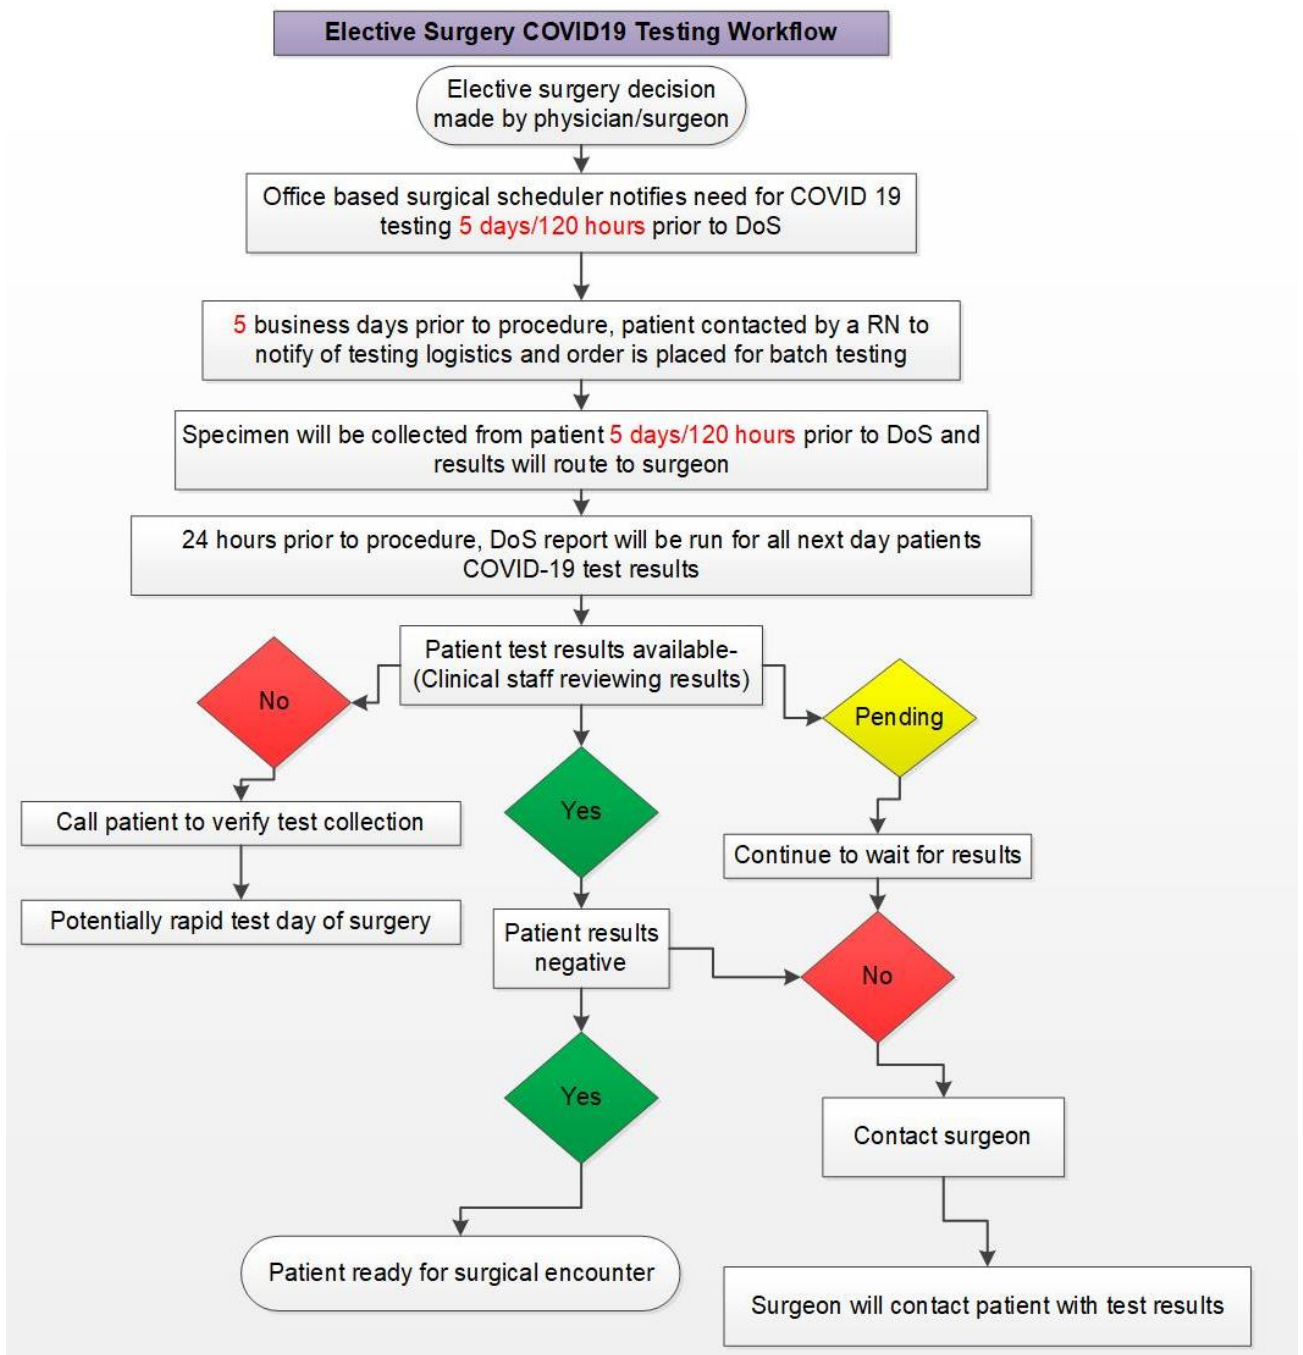 Elective Surgery COVID19 Testing Workflow
Elective surgery decision
made by physician/surgeon
Office based surgical scheduler notifies need for COVID 19
testing 5 days/120 hours prior to DoS
5 business days prior to procedure, patient contacted by a RN to
notify of testing logistics and order is placed for batch testing
Specimen will be collected from patient 5 days/120 hours prior to DoS and
results will route to surgeon
24 hours prior to procedure, DoS report will be run for all next day patients
COVID-19 test results
Patient test results available-
(Clinical staff reviewing results)
No
Pending
Yes
Call patient to verify test collection
Continue to wait for results
Potentially rapid test day of surgery
Patient results
negative
No
Yes
Contact surgeon
Patient ready for surgical encounter
Surgeon will contact patient with test results